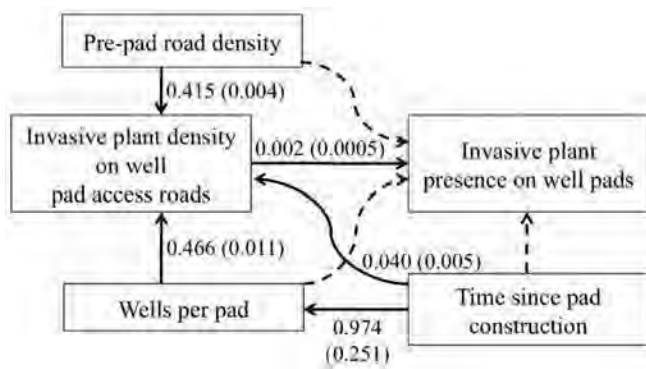 Pre-pad road density
0.415 (0.004)
Invasive plant density
on well
pad access roads
0.002 (0.0005)
Invasive plant
presence on well pads
0.466 (0.011)
0.040 (0.005)
Wells per pad
0.974
(0.251)
Time since pad
construction